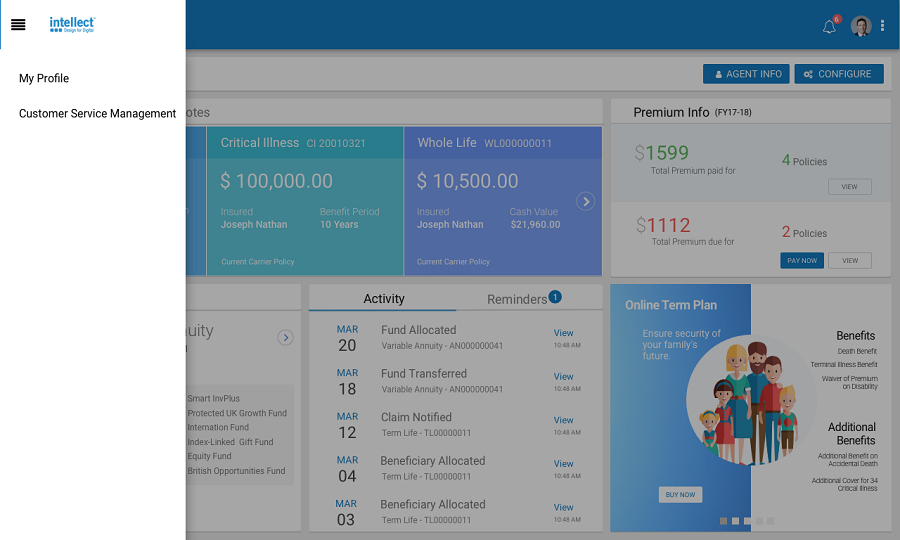 intellect
Design for Digital
6
My Profile
Customer Service Management
AGENT INFO
CONFIGURE
otes
Critical Illness CI 20010321
$ 100,000.00
Insured
Joseph Nathan
Benefit Period
10 Years
Current Carrier Policy
Whole Life WL000000011
$ 10,500.00
Insured
Joseph Nathan
Cash Value
$21,960.00
Current Carrier Policy
Premium Info (FY17-18)
$1599
Total Premium paid for
4 Policies
VIEW
$1112
Total Premium due for
2 Policies
PAY NOW
VIEW
uity
Smart InvPlus
Protected UK Growth Fund
Internation Fund
Index-Linked Gift Fund
Equity Fund
British Opportunities Fund
Activity
Reminders 1
MAR
20
Fund Allocated
Variable Annuity - AN000000041
View
10:48 AM
MAR
18
Fund Transferred
Variable Annuity - AN000000041
View
10:48 AM
MAR
12
Claim Notified
Term Life - TL00000011
View
10:48 AM
MAR
04
Beneficiary Allocated
Term Life - TL00000011
View
10:48 AM
MAR
03
Beneficiary Allocated
Term Life - TL00000011
View
10:48 AM
Online Term Plan
Ensure security of
your family's
future.
BUY NOW
Benefits
Death Benefit
Terminal Illness Benefit
Waiver of Premium
on Disability
Additional
Benefits
Additional Benefit on
Accidental Death
Additional Cover for 34
Critical Illness